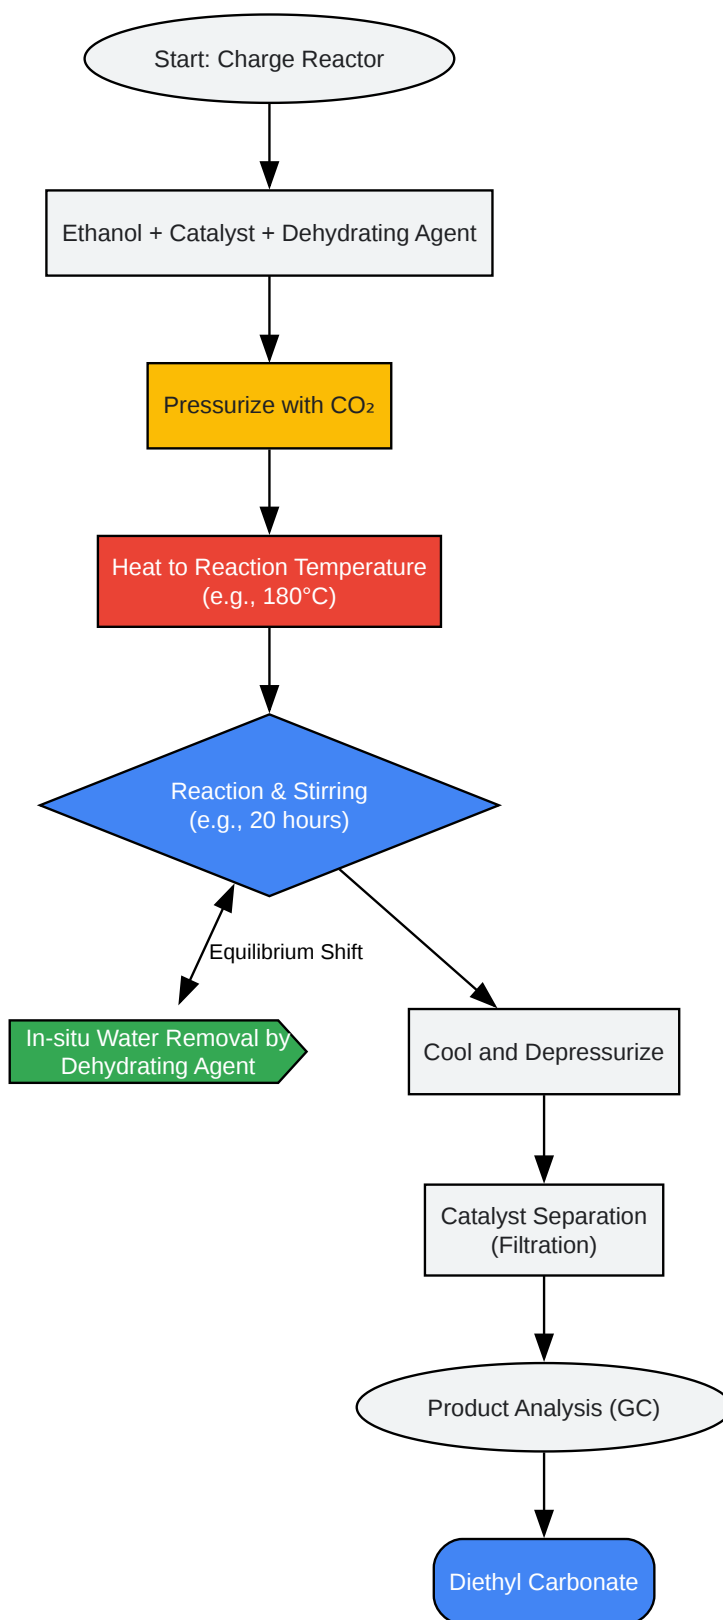 Start: Charge Reactor
Ethanol + Catalyst + Dehydrating Agent
Pressurize with CO₂
Heat to Reaction Temperature
(e.g., 180°C)
Reaction & Stirring
(e.g., 20 hours)
Equilibrium Shift
In-situ Water Removal by
Dehydrating Agent
Cool and Depressurize
Catalyst Separation
(Filtration)
Product Analysis (GC)
Diethyl Carbonate